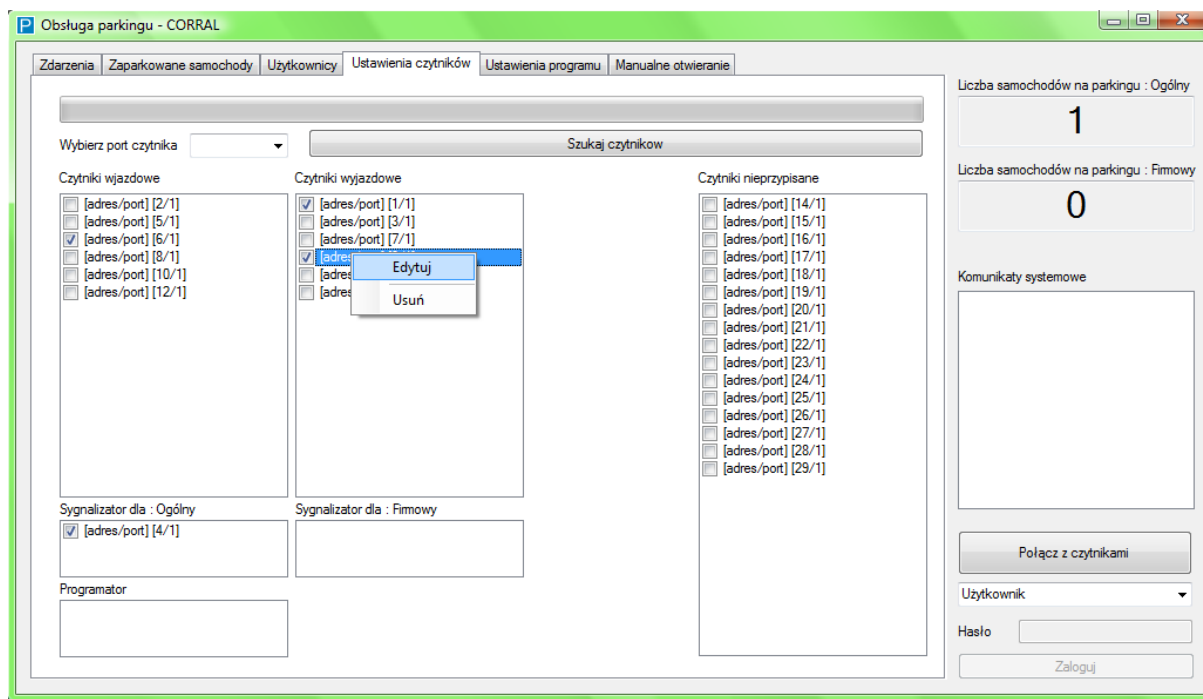 Obsługa parkingu - CORRAL
Zdarzenia Zaparkowane samochody Użytkownicy Ustawienia czytników Ustawienia programu Manualne otwieranie
Wybierz port czytnika
Szukaj czytnikow
Czytniki wjazdowe
[adres/port] [2/1]
[adres/port] [5/1]
[adres/port] [6/1]
[adres/port] [8/1]
[adres/port] [10/1]
[adres/port] [12/1]
Czytniki wyjazdowe
[adres/port] [1/1]
[adres/port] [3/1]
[adres/port] [7/1]
[adres
[adres
[adres
Edytuj
Usuń
Czytniki nieprzypisane
[adres/port] [14/1]
[adres/port] [15/1]
[adres/port] [16/1]
[adres/port] [17/1]
[adres/port] [18/1]
[adres/port] [19/1]
[adres/port] [20/1]
[adres/port] [21/1]
[adres/port] [22/1]
[adres/port] [23/1]
[adres/port] [24/1]
[adres/port] [25/1]
[adres/port] [26/1]
[adres/port] [27/1]
[adres/port] [28/1]
[adres/port] [29/1]
Sygnalizator dla : Ogólny
[adres/port] [4/1]
Sygnalizator dla : Firmowy
Programator
Liczba samochodów na parkingu : Ogólny
1
Liczba samochodów na parkingu : Firmowy
0
Komunikaty systemowe
Połącz z czytnikami
Użytkownik
Hasło
Zaloguj